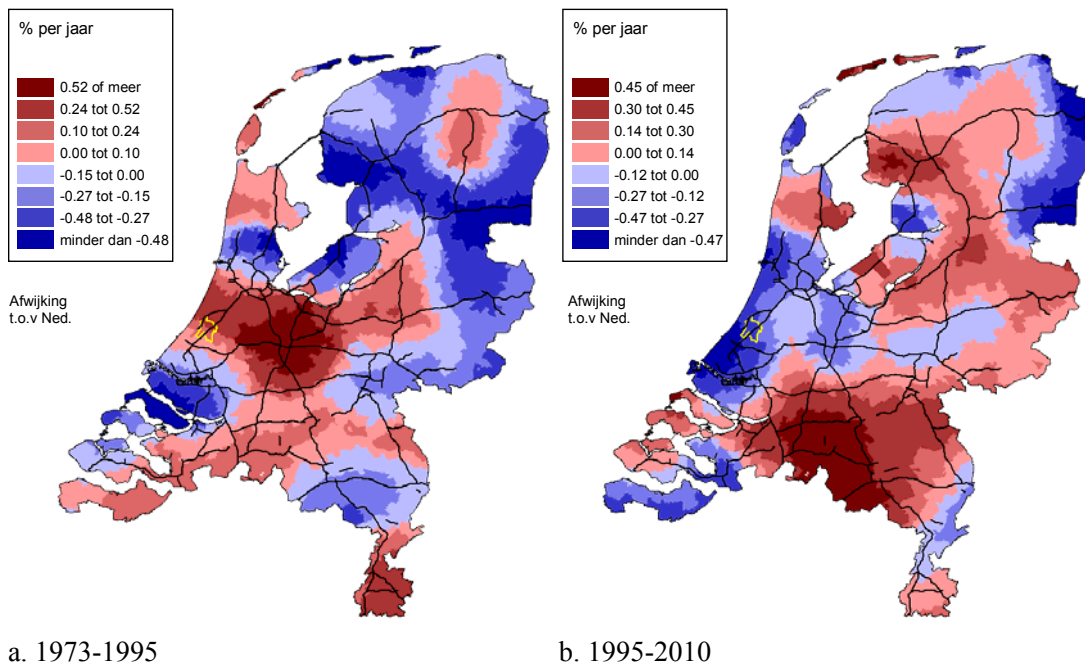 % per jaar
0.52 of meer
0.24 tot 0.52
0.10 tot 0.24
0.00 tot 0.10
-0.15 tot 0.00
-0.27 tot -0.15
-0.48 tot -0.27
minder dan -0.48
Afwijking
t.o.v Ned.
a. 1973-1995
% per jaar
0.45 of meer
0.30 tot 0.45
0.14 tot 0.30
0.00 tot 0.14
-0.12 tot 0.00
-0.27 tot -0.12
-0.47 tot -0.27
minder dan -0.47
Afwijking
t.o.v Ned.
b. 1995-2010